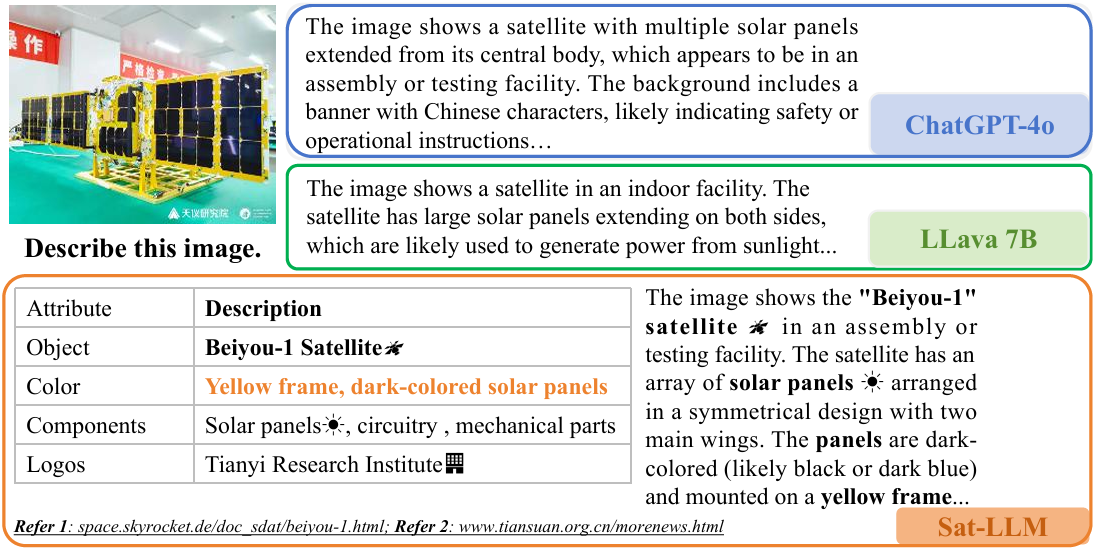 操作
严格检查
天仪研究院
Describe this image.
The image shows a satellite with multiple solar panels
extended from its central body, which appears to be in an
assembly or testing facility. The background includes a
banner with Chinese characters, likely indicating safety or
operational instructions…
ChatGPT-4o
The image shows a satellite in an indoor facility. The
satellite has large solar panels extending on both sides,
which are likely used to generate power from sunlight...
LLava 7B
Attribute Description
Object Beiyou-1 Satellite
Color Yellow frame, dark-colored solar panels
Components Solar panels☀, circuitry , mechanical parts
Logos Tianyi Research Institute
The image shows the "Beiyou-1"
satellite in an assembly or
testing facility. The satellite has an
array of solar panels ☀ arranged
in a symmetrical design with two
main wings. The panels are dark-
colored (likely black or dark blue)
and mounted on a yellow frame...
Refer 1: space.skyrocket.de/doc_sdat/beiyou-1.html; Refer 2: www.tiansuan.org.cn/morenews.html
Sat-LLM